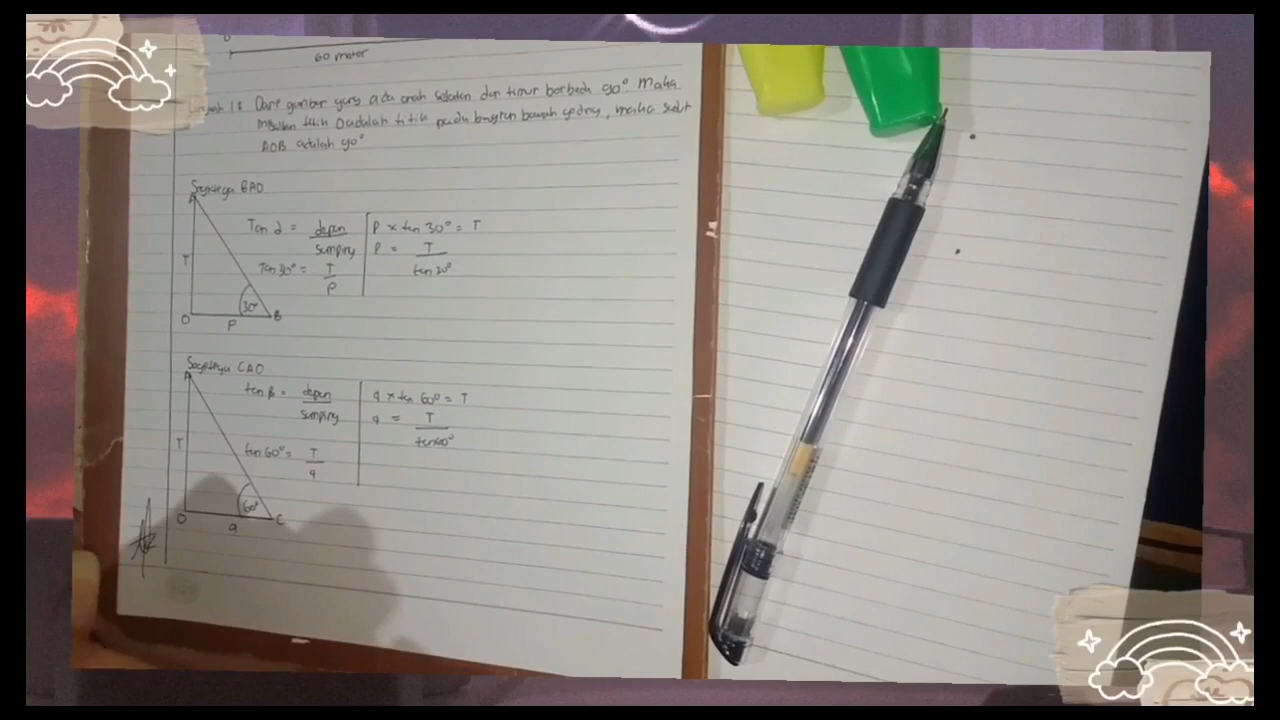 60 meter
Langkah 1 : Dari gambar yang ada arah selatan dan timur berbeda 90° maka
misalkan titik O adalah titik pada bagian bawah gedung, maka sudut
AOB adalah 90°
Segitiga BAO
A
Tan α = depan / samping
Tan 30° = T / P
P × tan 30° = T
P = T / tan 30°
T
30°
O
P
B
Segitiga CAO
A
tan β = depan / samping
tan 60° = T / q
q × tan 60° = T
q = T / tan 60°
T
60°
O
q
C